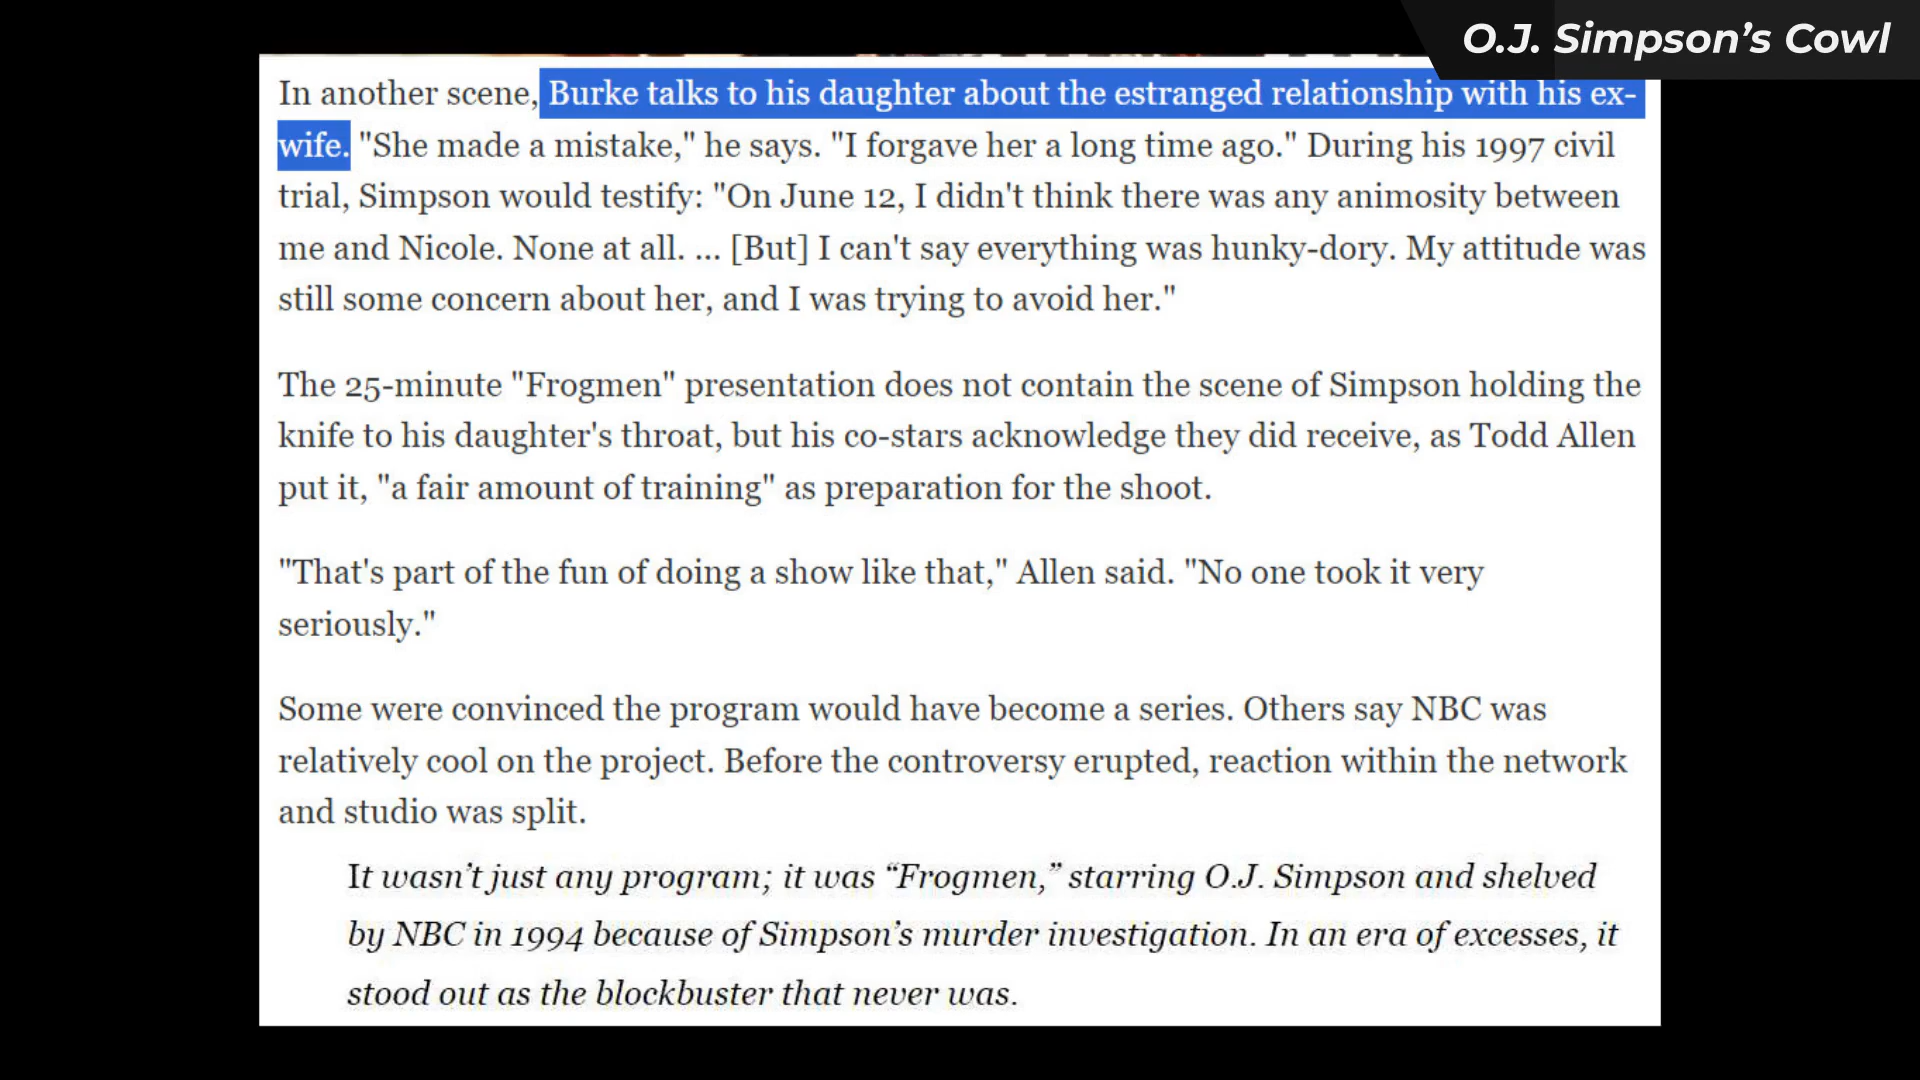 O.J. Simpson’s Cowl
In another scene, Burke talks to his daughter about the estranged relationship with his ex-
wife. "She made a mistake," he says. "I forgave her a long time ago." During his 1997 civil
trial, Simpson would testify: "On June 12, I didn't think there was any animosity between
me and Nicole. None at all. ... [But] I can't say everything was hunky-dory. My attitude was
still some concern about her, and I was trying to avoid her."
The 25-minute "Frogmen" presentation does not contain the scene of Simpson holding the
knife to his daughter's throat, but his co-stars acknowledge they did receive, as Todd Allen
put it, "a fair amount of training" as preparation for the shoot.
"That's part of the fun of doing a show like that," Allen said. "No one took it very
seriously."
Some were convinced the program would have become a series. Others say NBC was
relatively cool on the project. Before the controversy erupted, reaction within the network
and studio was split.
It wasn’t just any program; it was “Frogmen,” starring O.J. Simpson and shelved
by NBC in 1994 because of Simpson’s murder investigation. In an era of excesses, it
stood out as the blockbuster that never was.